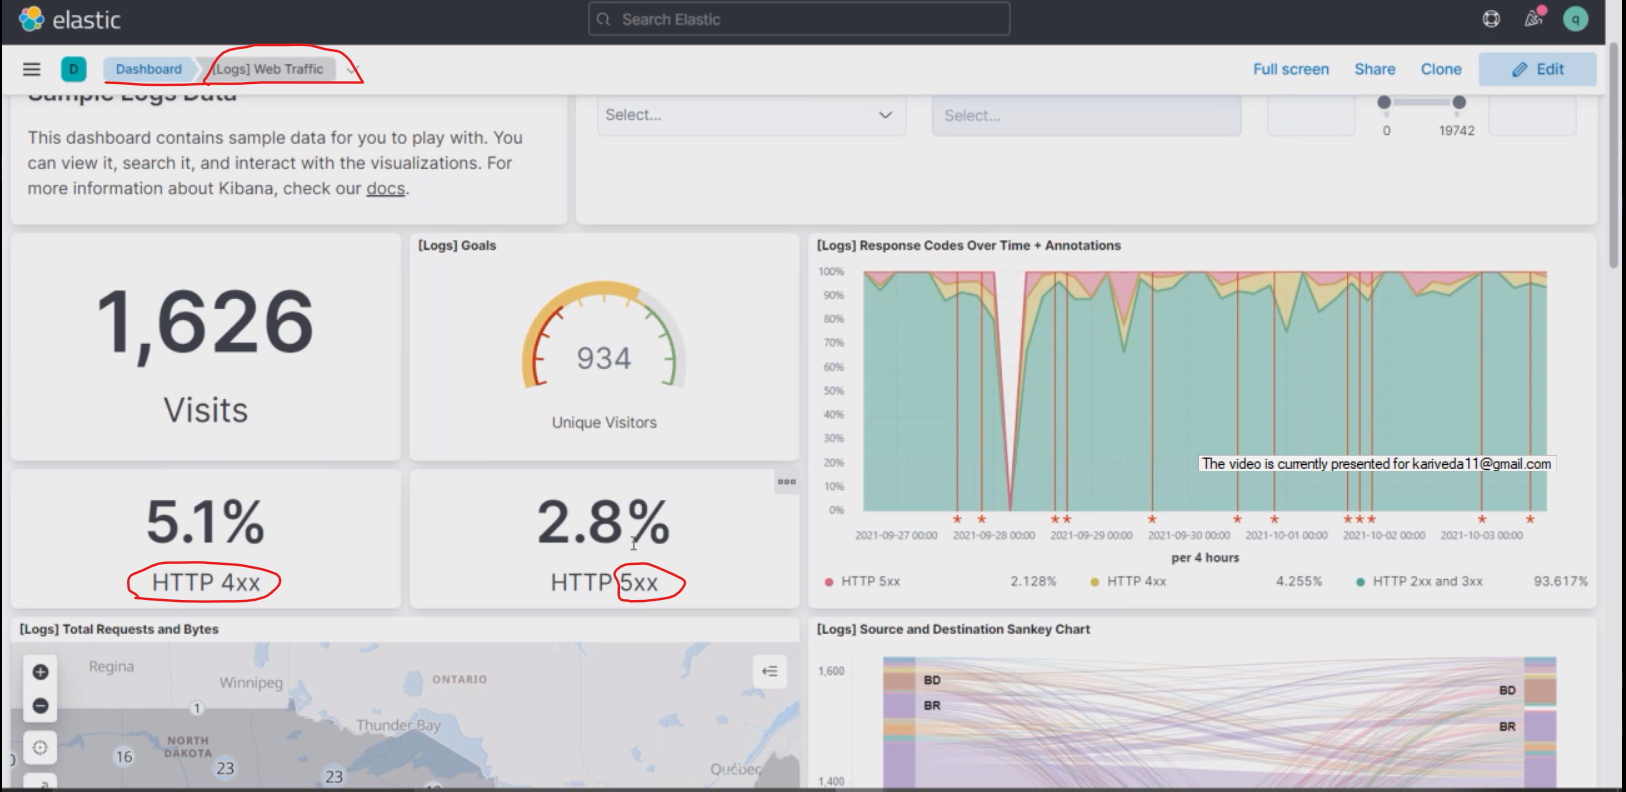 elastic
Search Elastic
q
D
Dashboard
[Logs] Web Traffic
Full screen
Share
Clone
Edit
Sample Logs Data
This dashboard contains sample data for you to play with. You
can view it, search it, and interact with the visualizations. For
more information about Kibana, check our docs.
Select...
Select...
0
19742
1,626
Visits
[Logs] Goals
934
Unique Visitors
[Logs] Response Codes Over Time + Annotations
100%
90%
80%
70%
60%
50%
40%
30%
20%
10%
0%
The video is currently presented for kariveda11@gmail.com
2021-09-27 00:00
2021-09-28 00:00
2021-09-29 00:00
2021-09-30 00:00
2021-10-01 00:00
2021-10-02 00:00
2021-10-03 00:00
per 4 hours
HTTP 5xx 2.128%
HTTP 4xx 4.255%
HTTP 2xx and 3xx 93.617%
5.1%
HTTP 4xx
2.8%
HTTP 5xx
[Logs] Total Requests and Bytes
Regina
Winnipeg
ONTARIO
1
Thunder Bay
NORTH
DAKOTA
16
23
23
Québec
[Logs] Source and Destination Sankey Chart
1,600
BD
BR
BD
BR
1,400